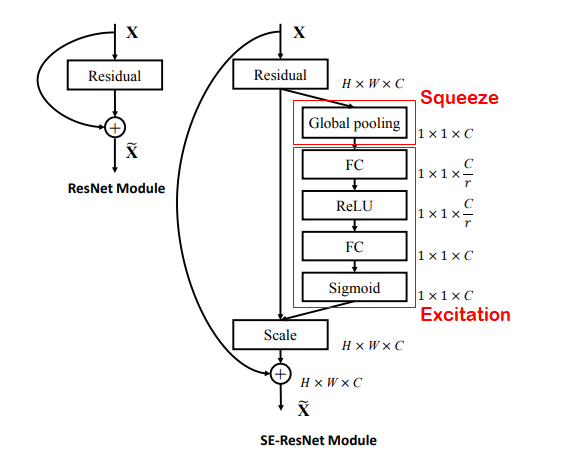 X
Residual
+
X̃
ResNet Module
X
Residual
H × W × C
Squeeze
Global pooling
1 × 1 × C
FC
1 × 1 × C/r
ReLU
1 × 1 × C/r
FC
1 × 1 × C
Sigmoid
1 × 1 × C
Excitation
Scale
H × W × C
+
H × W × C
X̃
SE-ResNet Module